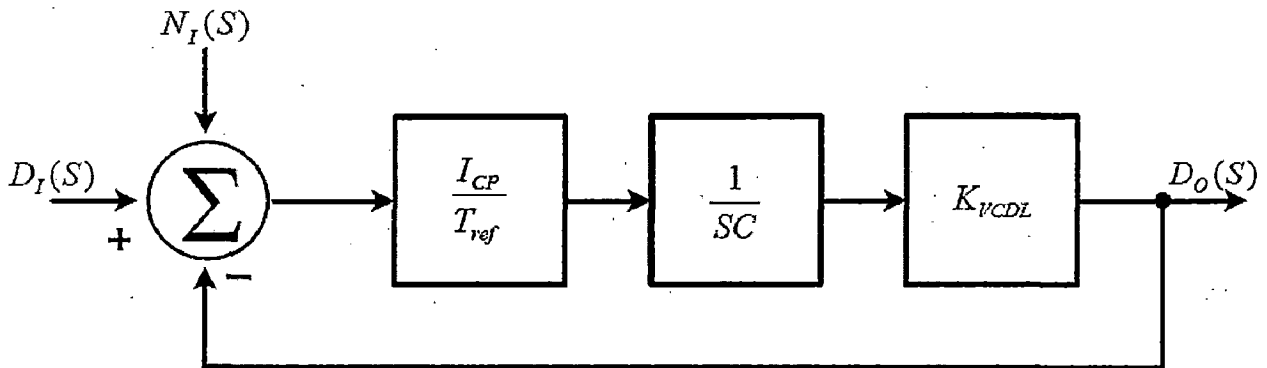 N_I(S)
D_I(S)
+
Σ
−
I_CP
T_ref
1
SC
K_VCDL
D_O(S)